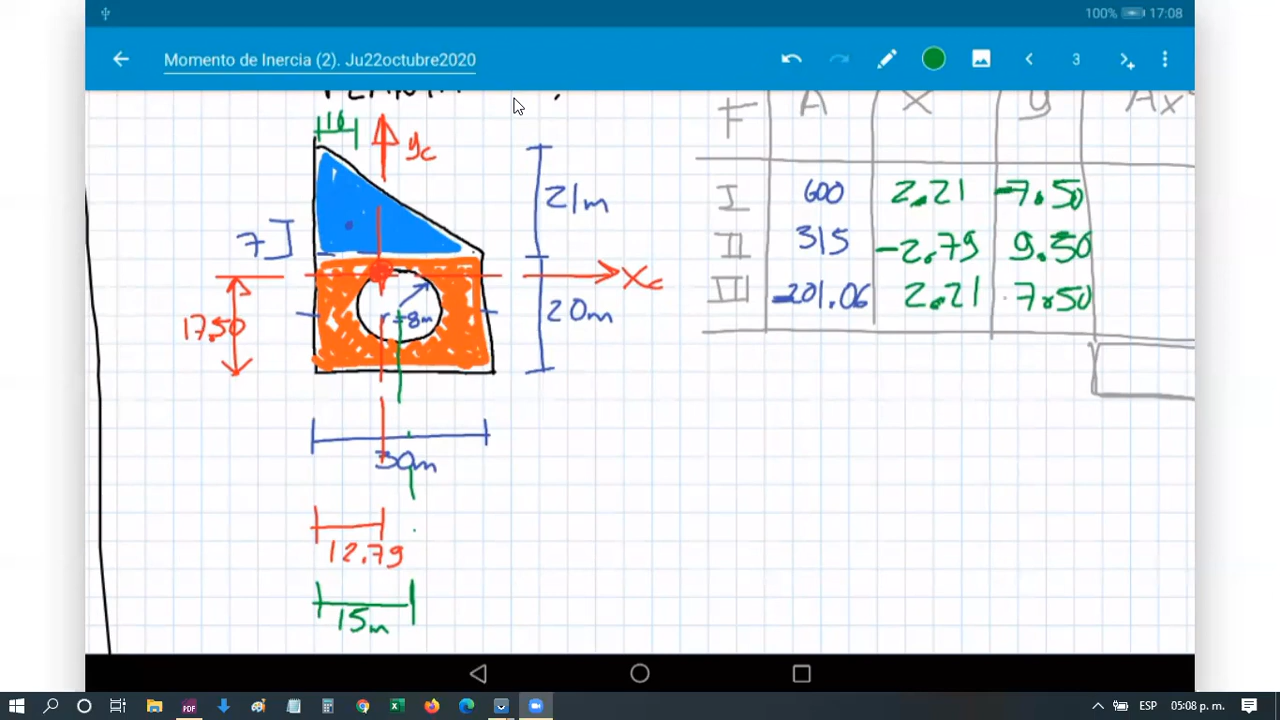 100% 17:08
Momento de Inercia (2). Ju22octubre2020
3
10
yc
21m
7
xc
20m
r=8m
17.50
30m
12.79
15m
F A X y Ax
I 600 2.21 -7.50
II 315 -2.79 9.50
III -201.06 2.21 7.50
ESP 05:08 p. m.